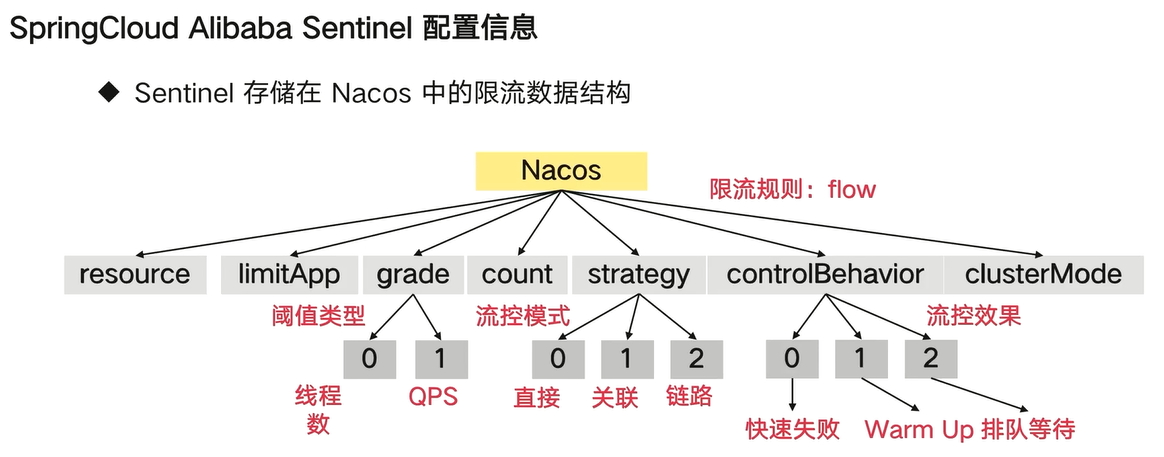 SpringCloud Alibaba Sentinel 配置信息
◆ Sentinel 存储在 Nacos 中的限流数据结构
Nacos
限流规则：flow
resource limitApp grade count strategy controlBehavior clusterMode
阈值类型 流控模式 流控效果
0 1 0 1 2 0 1 2
线程数 QPS 直接 关联 链路
快速失败 Warm Up 排队等待